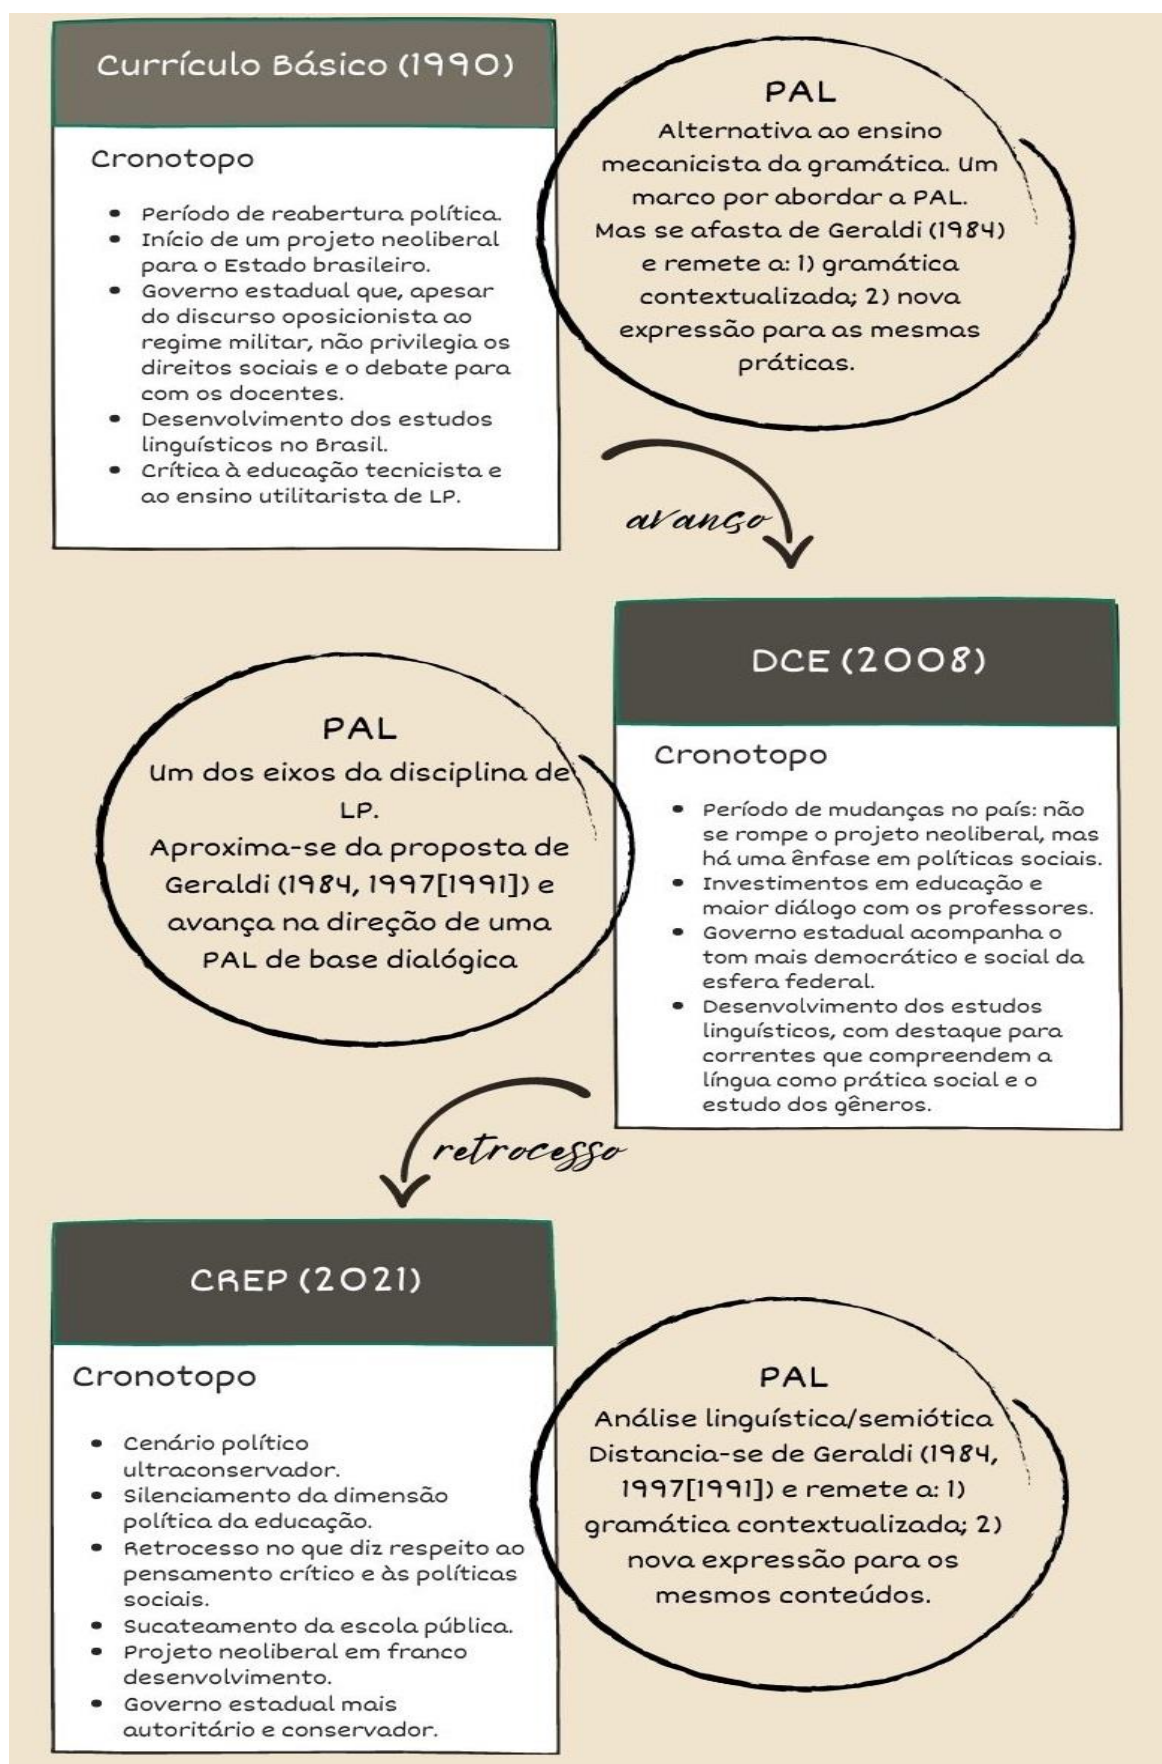 Currículo Básico (1990)
Cronotopo
• Período de reabertura política.
• Início de um projeto neoliberal
para o Estado brasileiro.
• Governo estadual que, apesar
do discurso oposicionista ao
regime militar, não privilegia os
direitos sociais e o debate para
com os docentes.
• Desenvolvimento dos estudos
linguísticos no Brasil.
• Crítica à educação tecnicista e
ao ensino utilitarista de LP.
PAL
Alternativa ao ensino
mecanicista da gramática. Um
marco por abordar a PAL.
Mas se afasta de Geraldi (1984)
e remete a: 1) gramática
contextualizada; 2) nova
expressão para as mesmas
práticas.
avanço
DCE (2008)
Cronotopo
• Período de mudanças no país: não
se rompe o projeto neoliberal, mas
há uma ênfase em políticas sociais.
• Investimentos em educação e
maior diálogo com os professores.
• Governo estadual acompanha o
tom mais democrático e social da
esfera federal.
• Desenvolvimento dos estudos
linguísticos, com destaque para
correntes que compreendem a
língua como prática social e o
estudo dos gêneros.
PAL
Um dos eixos da disciplina de
LP.
Aproxima-se da proposta de
Geraldi (1984, 1997[1991]) e
avança na direção de uma
PAL de base dialógica
retrocesso
CREP (2021)
Cronotopo
• Cenário político
ultraconservador.
• Silenciamento da dimensão
política da educação.
• Retrocesso no que diz respeito ao
pensamento crítico e às políticas
sociais.
• Sucateamento da escola pública.
• Projeto neoliberal em franco
desenvolvimento.
• Governo estadual mais
autoritário e conservador.
PAL
Análise linguística/semiótica
Distancia-se de Geraldi (1984,
1997[1991]) e remete a: 1)
gramática contextualizada; 2)
nova expressão para os
mesmos conteúdos.